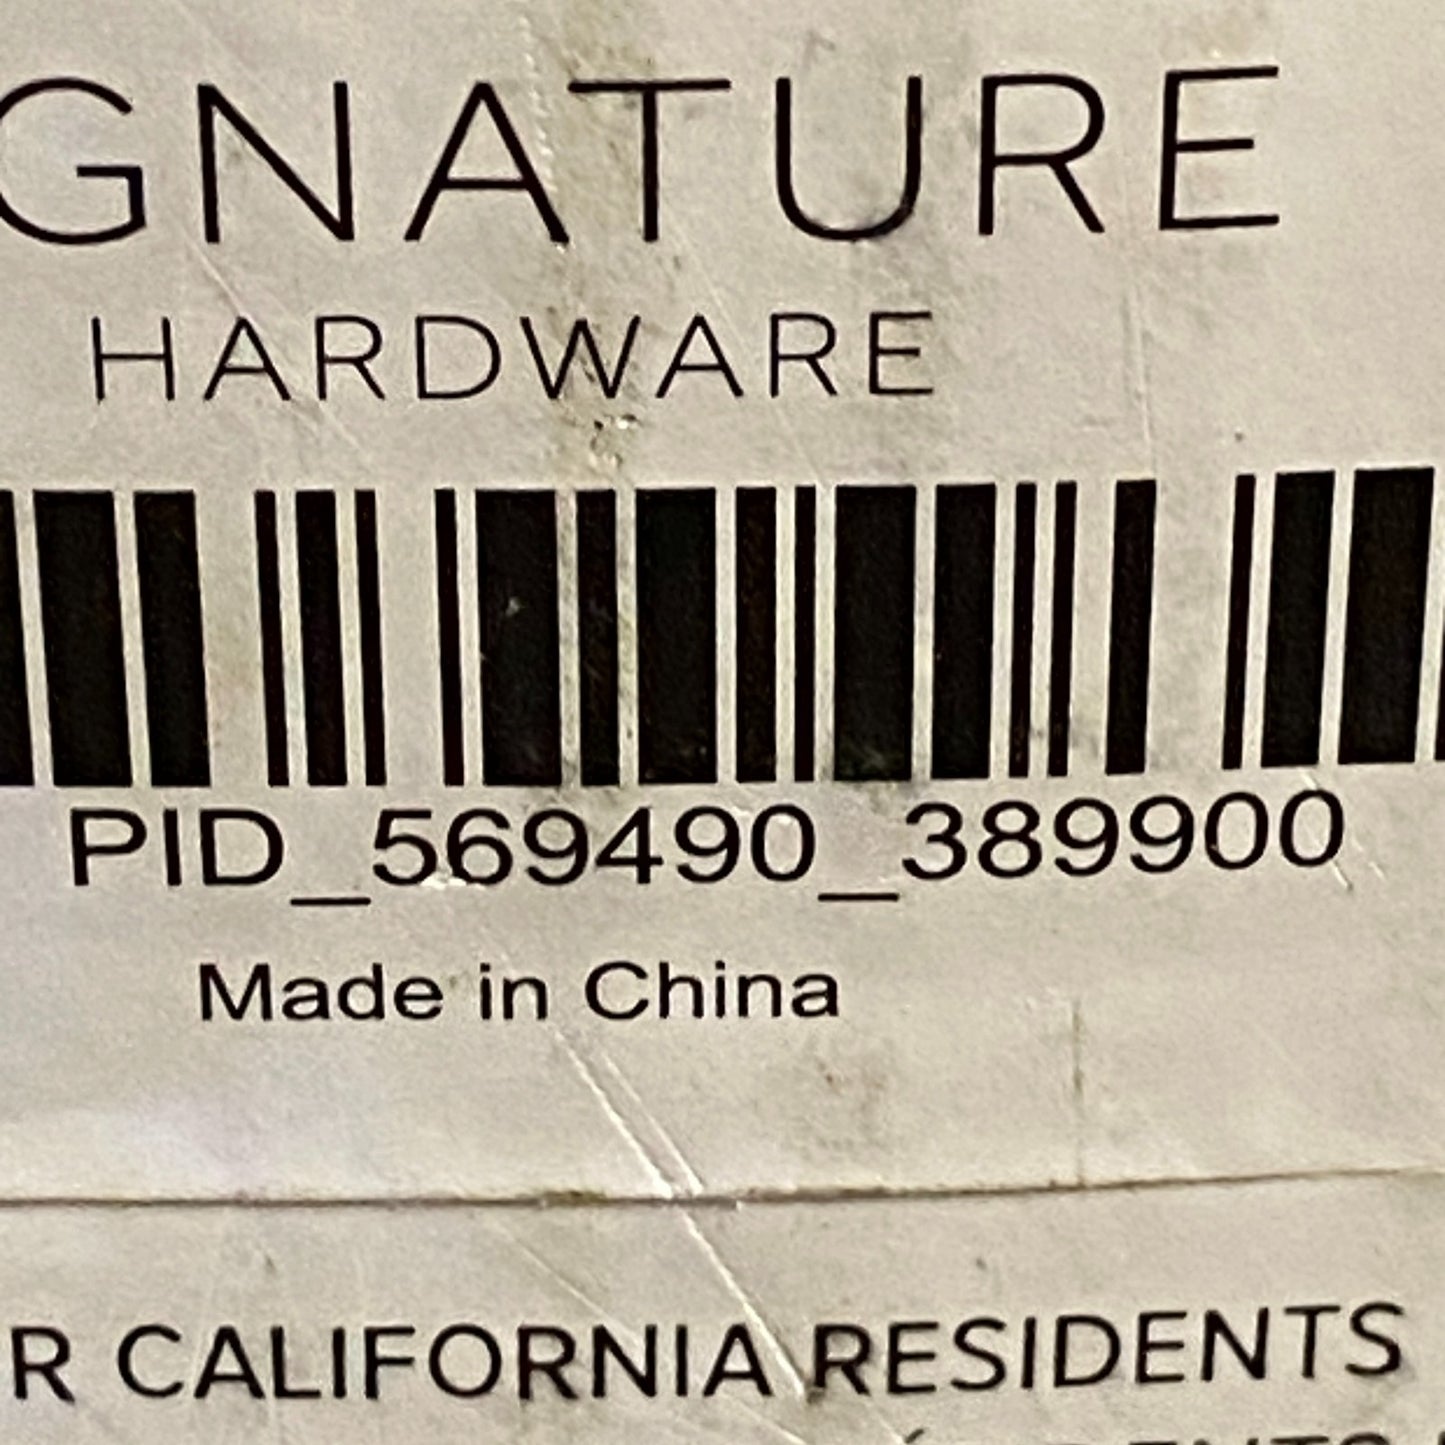 GNATURE
HARDWARE
PID_569490_389900
Made in China
R CALIFORNIA RESIDENTS